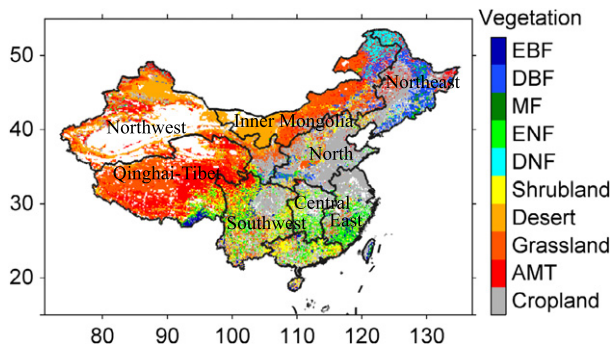 Vegetation
50
40
30
20
80
90
100
110
120
130
Northeast
Inner Mongolia
Northwest
North
Qinghai-Tibet
Central
Southwest
East
EBF
DBF
MF
ENF
DNF
Shrubland
Desert
Grassland
AMT
Cropland